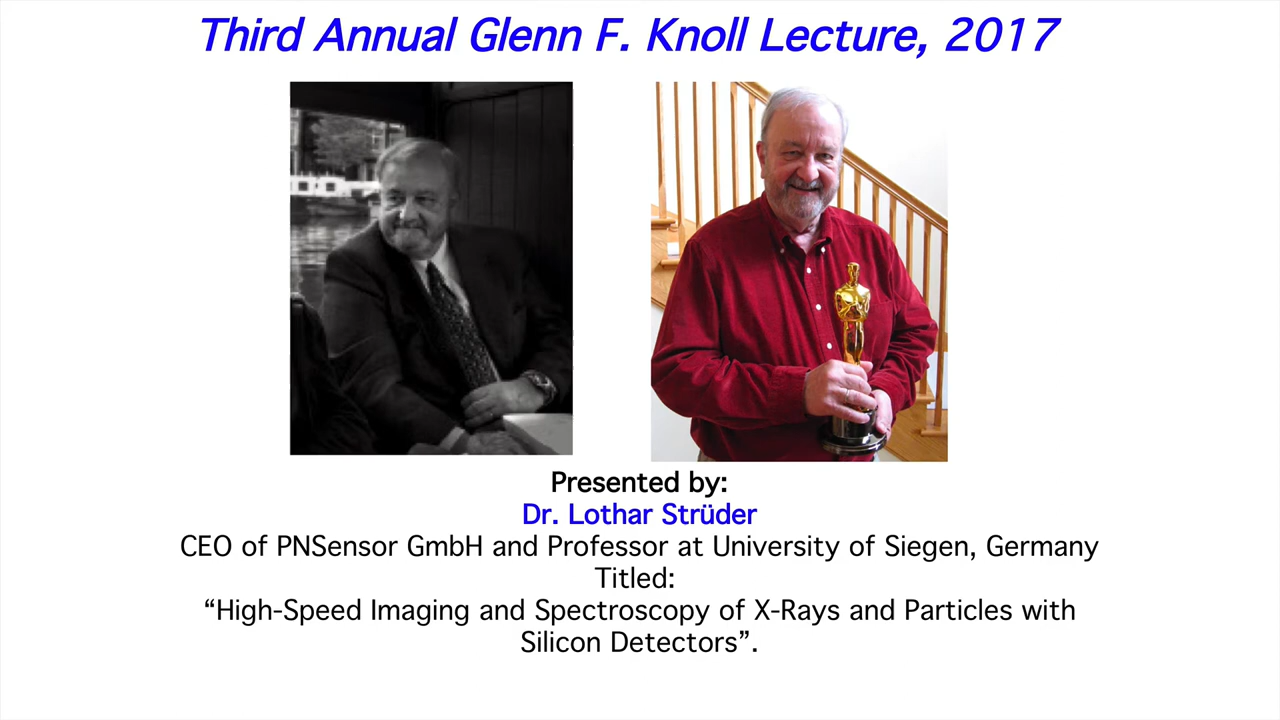 Third Annual Glenn F. Knoll Lecture, 2017
Presented by:
Dr. Lothar Strüder
CEO of PNSensor GmbH and Professor at University of Siegen, Germany
Titled:
“High-Speed Imaging and Spectroscopy of X-Rays and Particles with
Silicon Detectors”.